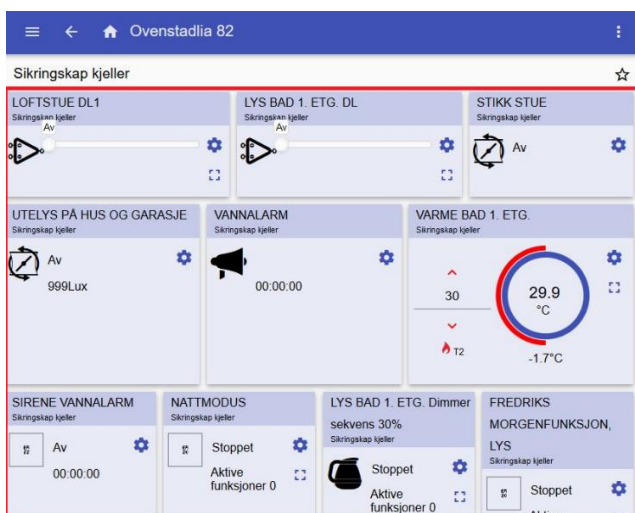 Ovenstadlia 82
Sikringskap kjeller
LOFTSTUE DL1
Sikringskap kjeller
Av
LYS BAD 1. ETG. DL
Sikringskap kjeller
Av
STIKK STUE
Sikringskap kjeller
Av
UTELYS PÅ HUS OG GARASJE
Sikringskap kjeller
Av
999Lux
VANNALARM
Sikringskap kjeller
00:00:00
VARME BAD 1. ETG.
Sikringskap kjeller
30
T2
29.9
°C
-1.7°C
SIRENE VANNALARM
Sikringskap kjeller
Av
00:00:00
NATTMODUS
Sikringskap kjeller
Stoppet
Aktive
funksjoner 0
LYS BAD 1. ETG. Dimmer
sekvens 30%
Sikringskap kjeller
Stoppet
Aktive
funksjoner 0
FREDRIKS
MORGENFUNKSJON,
LYS
Sikringskap kjeller
Stoppet